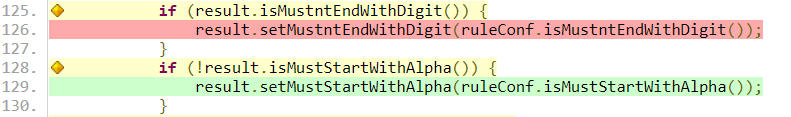 125. if (result.isMustntEndWithDigit()) {
126. result.setMustntEndWithDigit(ruleConf.isMustntEndWithDigit());
127. }
128. if (!result.isMustStartWithAlpha()) {
129. result.setMustStartWithAlpha(ruleConf.isMustStartWithAlpha());
130. }